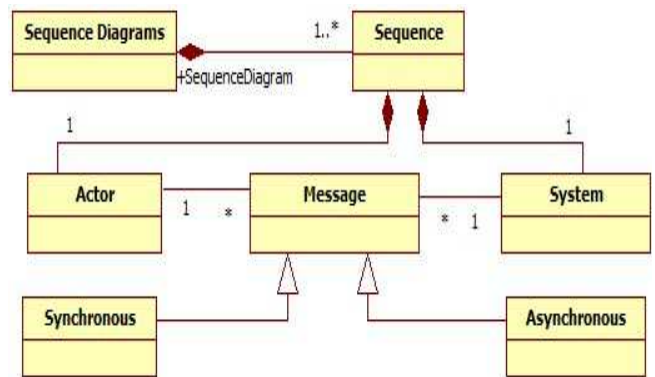 Sequence Diagrams
1..*
Sequence
+SequenceDiagram
1
1
Actor
Message
System
1
*
*
1
Synchronous
Asynchronous